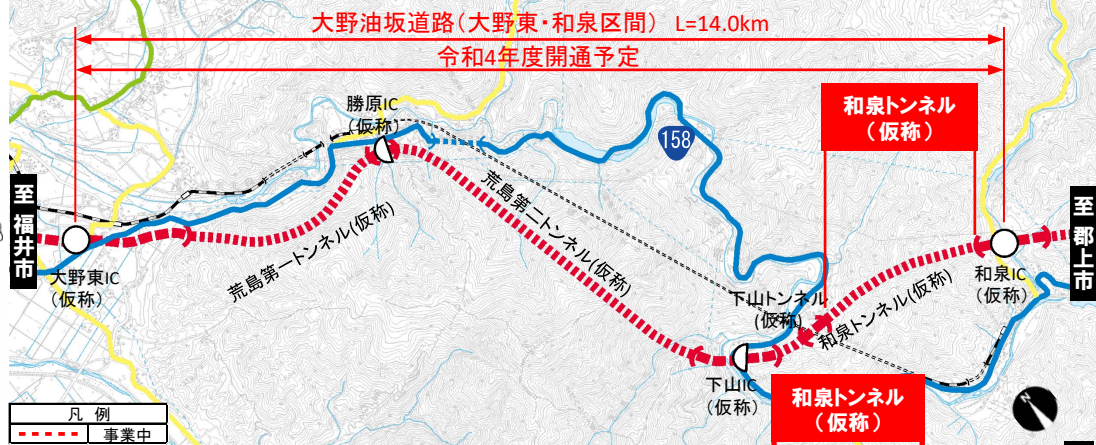 大野油坂道路(大野東・和泉区間) L=14.0km
令和4年度開通予定
勝原IC
(仮称)
158
和泉トンネル
(仮称)
至 福井市
至 郡上市
大野東IC
(仮称)
荒島第一トンネル(仮称)
荒島第二トンネル(仮称)
下山トンネル
(仮称)
和泉トンネル(仮称)
和泉IC
(仮称)
下山IC
(仮称)
和泉トンネル
(仮称)
凡 例
事業中
N